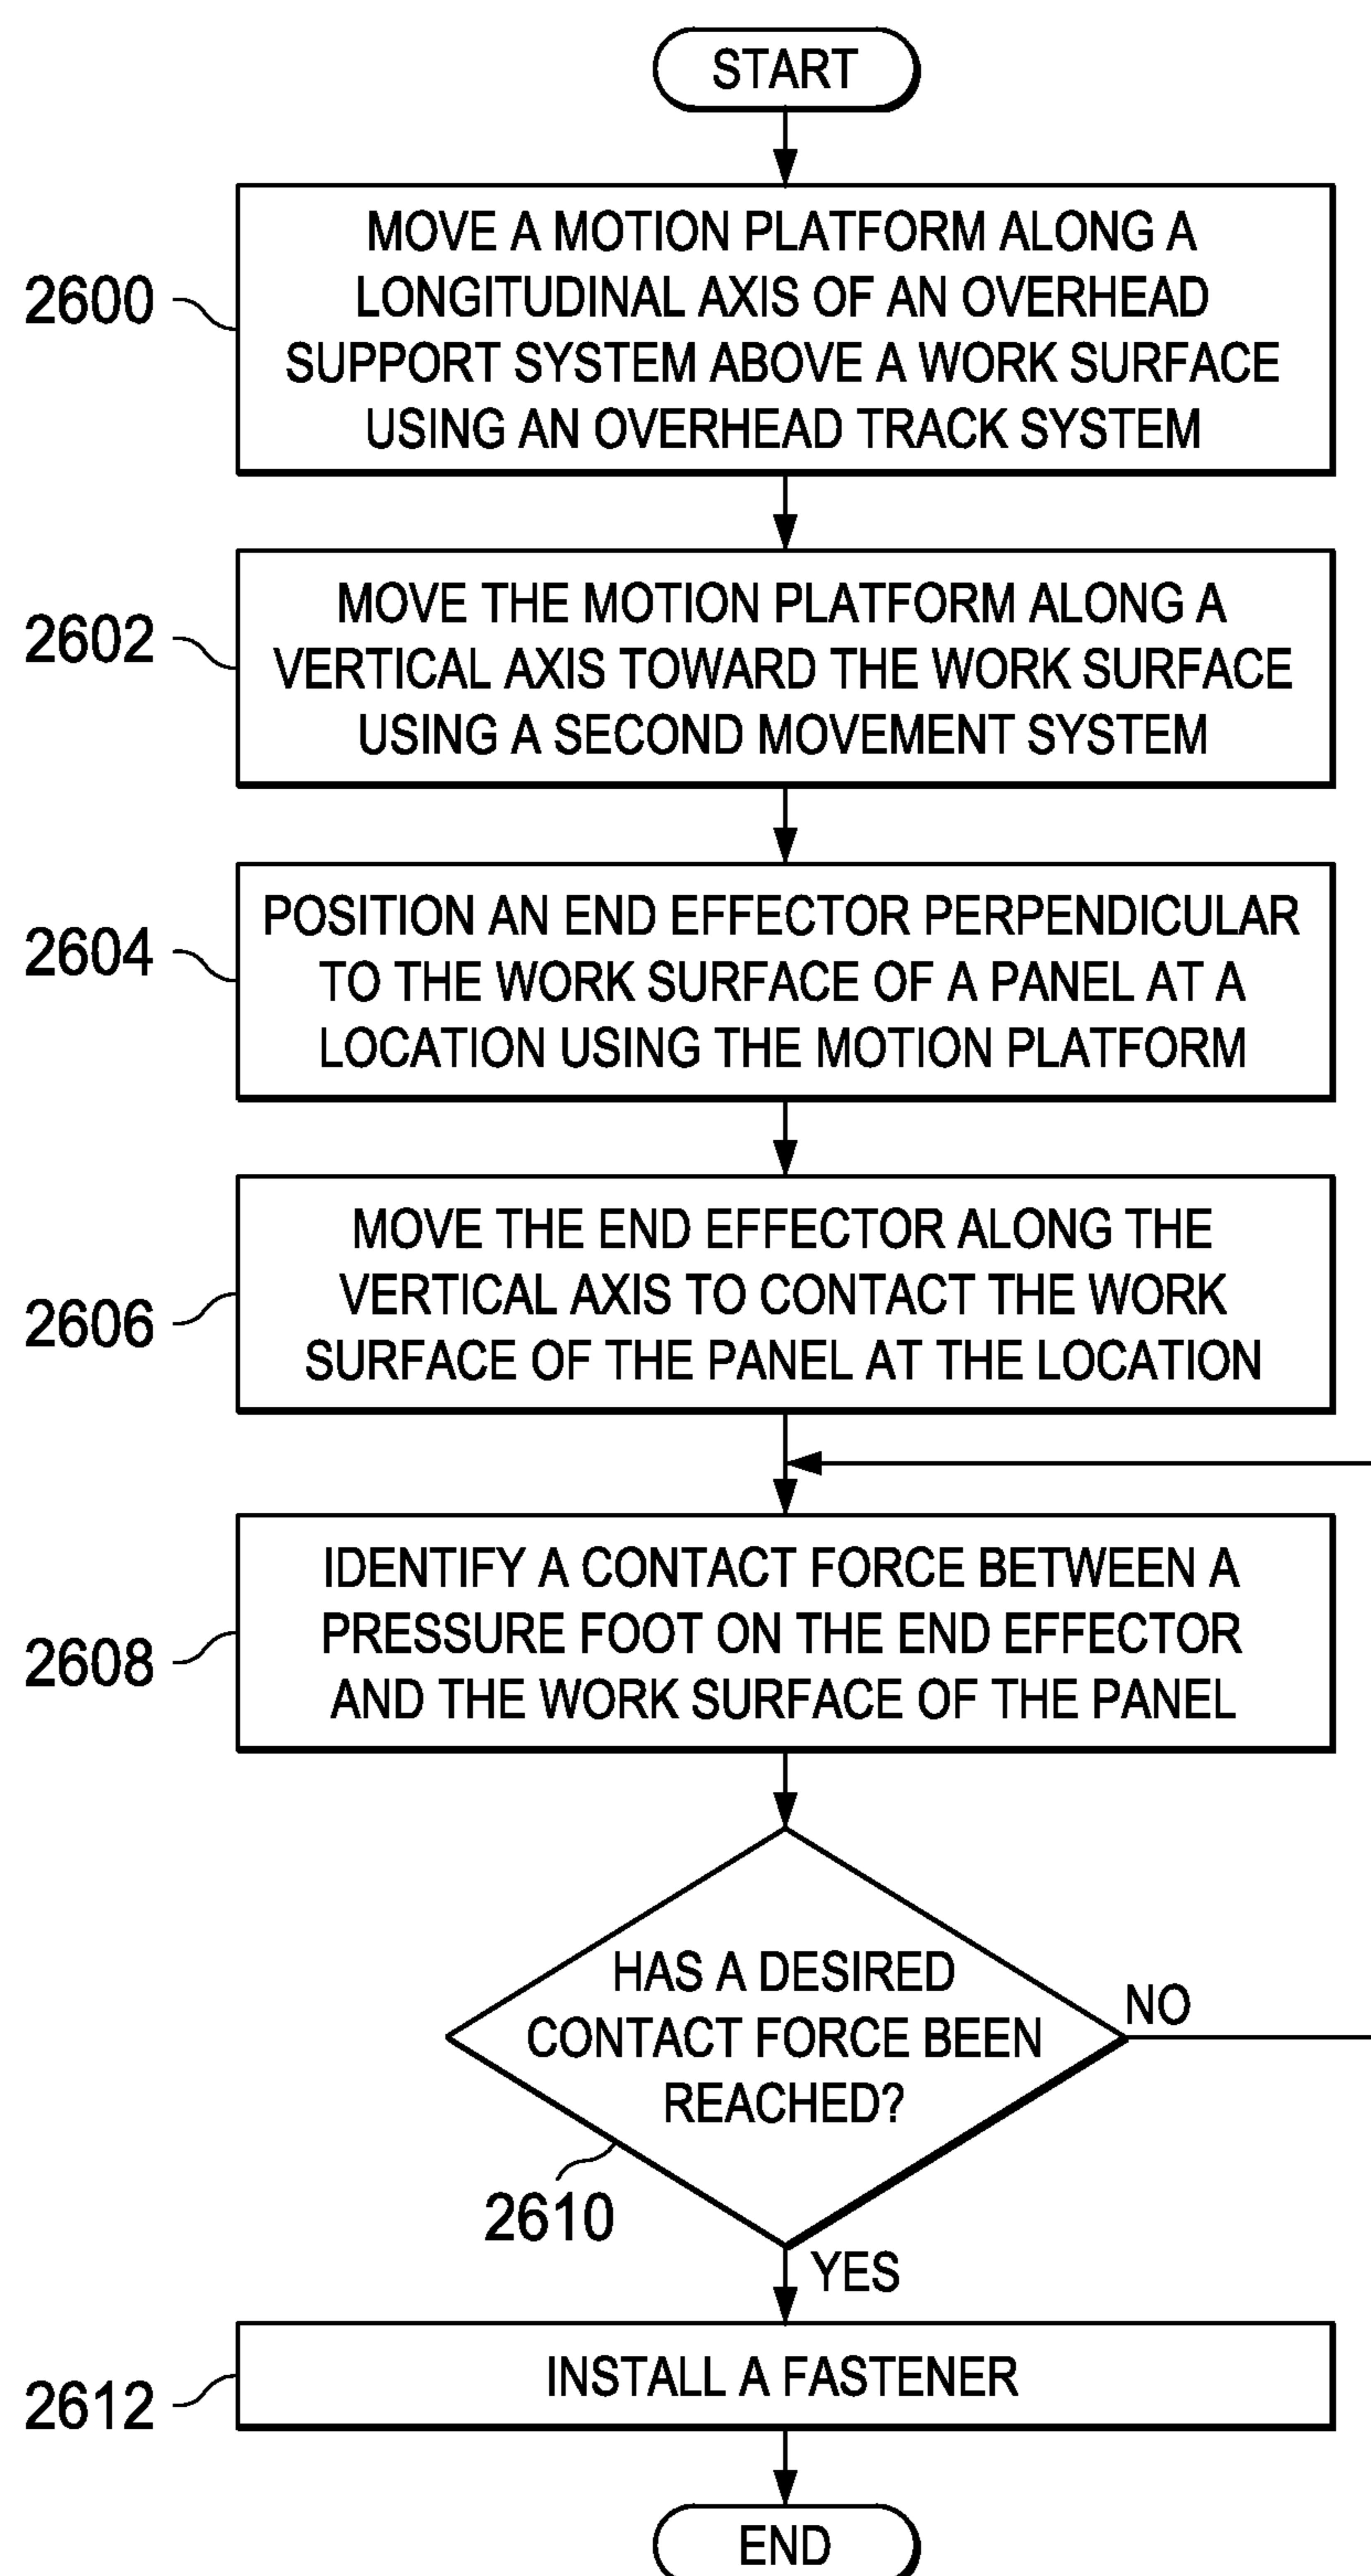 START
2600
MOVE A MOTION PLATFORM ALONG A
LONGITUDINAL AXIS OF AN OVERHEAD
SUPPORT SYSTEM ABOVE A WORK SURFACE
USING AN OVERHEAD TRACK SYSTEM
2602
MOVE THE MOTION PLATFORM ALONG A
VERTICAL AXIS TOWARD THE WORK SURFACE
USING A SECOND MOVEMENT SYSTEM
2604
POSITION AN END EFFECTOR PERPENDICULAR
TO THE WORK SURFACE OF A PANEL AT A
LOCATION USING THE MOTION PLATFORM
2606
MOVE THE END EFFECTOR ALONG THE
VERTICAL AXIS TO CONTACT THE WORK
SURFACE OF THE PANEL AT THE LOCATION
2608
IDENTIFY A CONTACT FORCE BETWEEN A
PRESSURE FOOT ON THE END EFFECTOR
AND THE WORK SURFACE OF THE PANEL
HAS A DESIRED
CONTACT FORCE BEEN
REACHED?
NO
2610
YES
2612
INSTALL A FASTENER
END